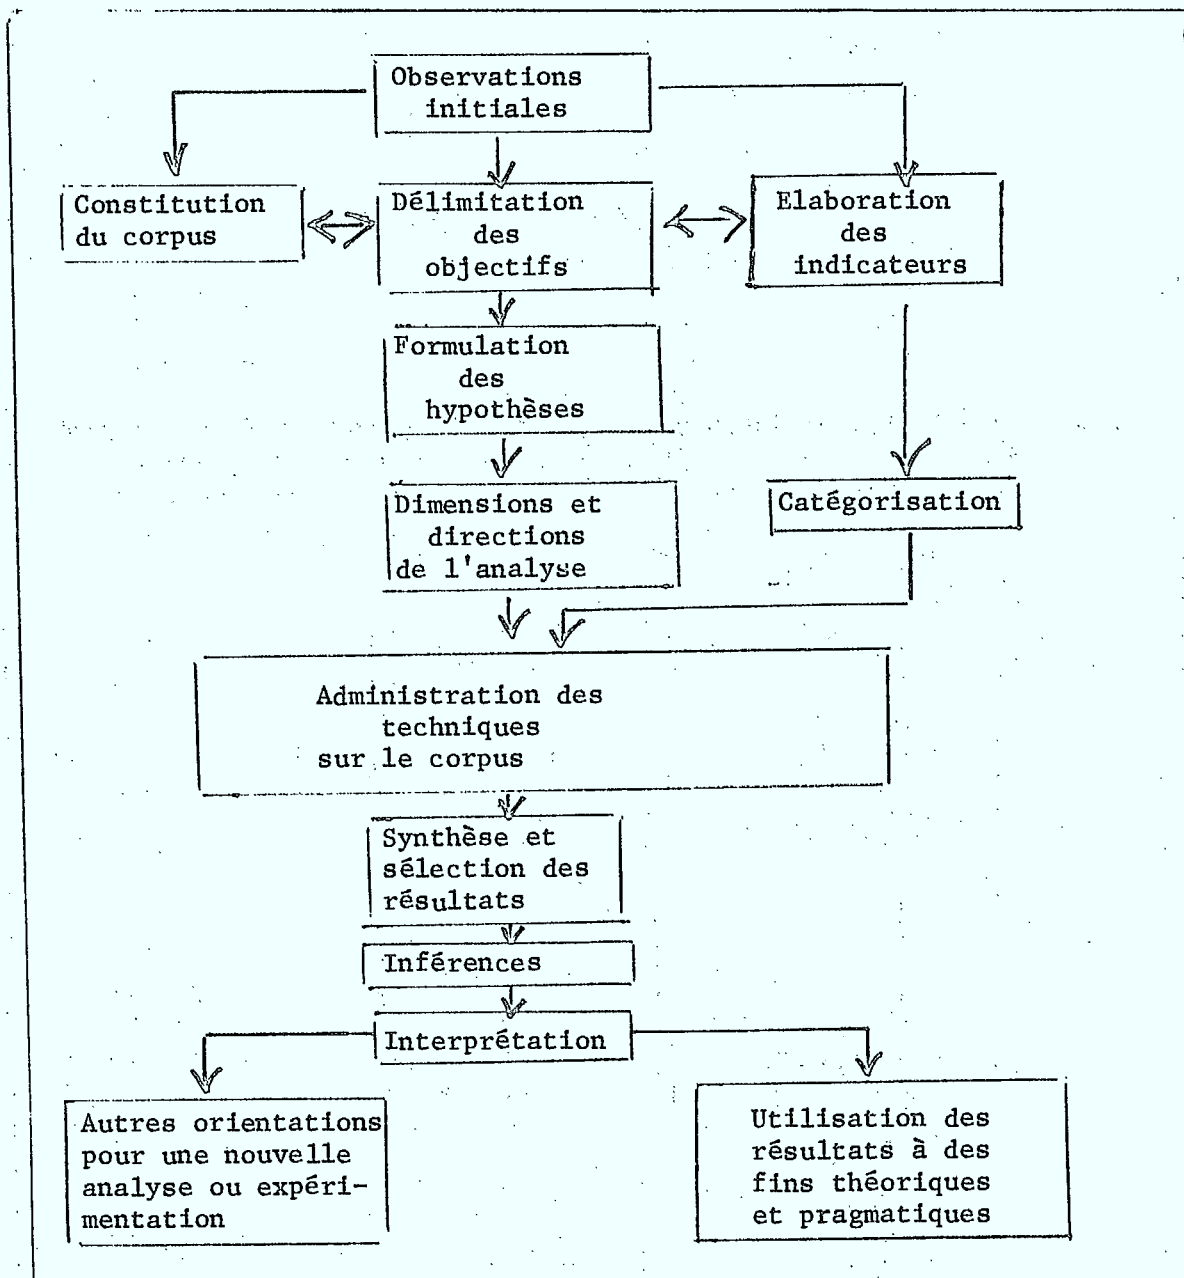 Observations
initiales
Constitution
du corpus
Délimitation
des
objectifs
Elaboration
des
indicateurs
Formulation
des
hypothèses
Dimensions et
directions
de l'analyse
Catégorisation
Administration des
techniques
sur le corpus
Synthèse et
sélection des
résultats
Inférences
Interprétation
Autres orientations
pour une nouvelle
analyse ou expéri-
mentation
Utilisation des
résultats à des
fins théoriques
et pragmatiques